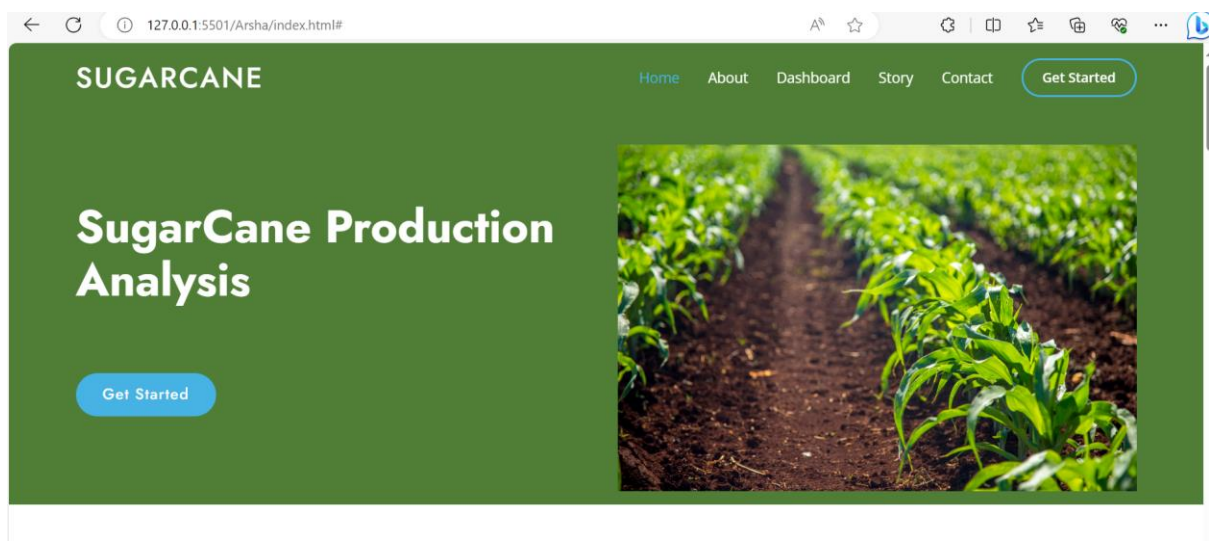 127.0.0.1:5501/Arsha/index.html#
SUGARCANE
Home About Dashboard Story Contact Get Started
SugarCane Production
Analysis
Get Started